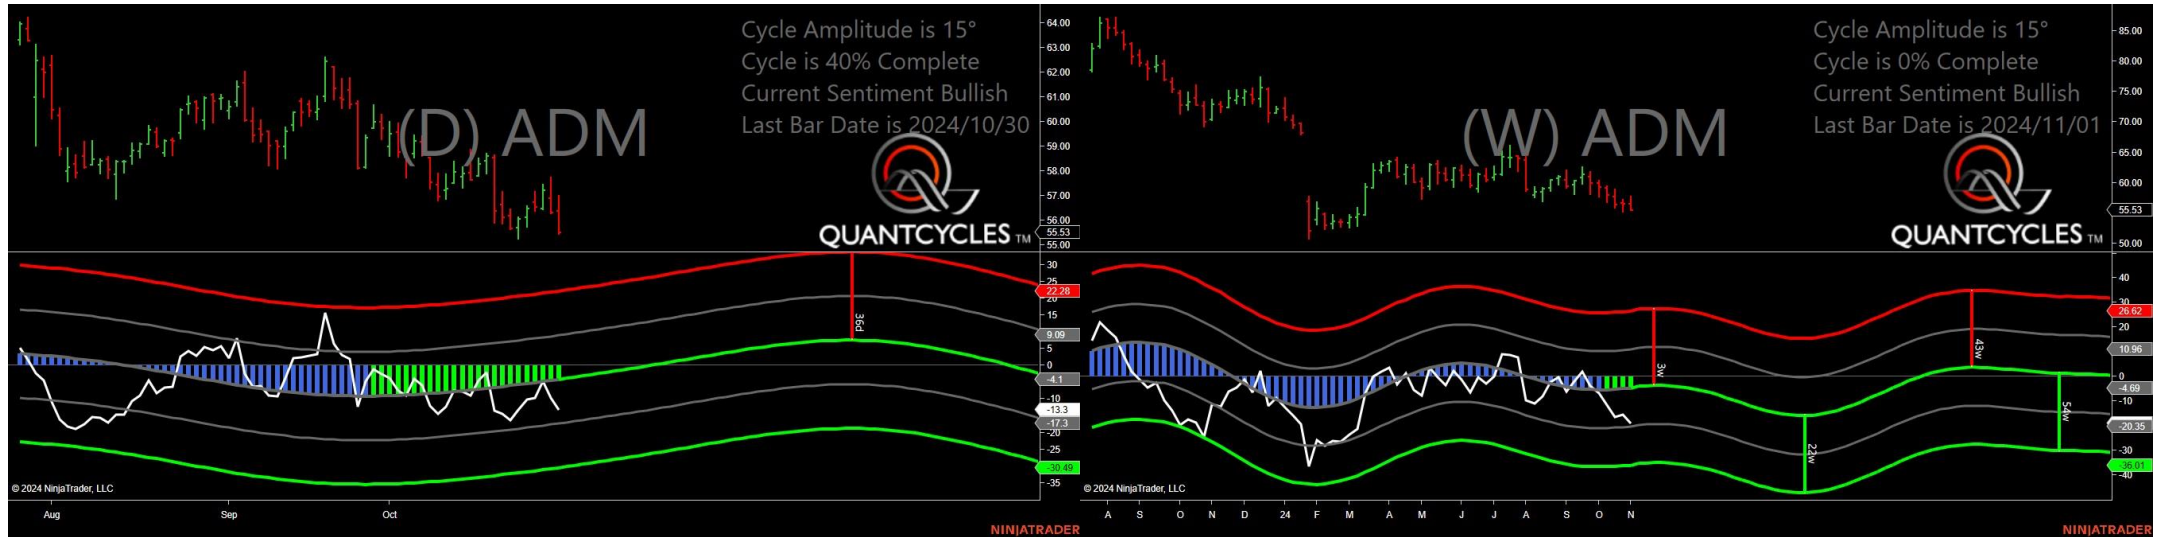 Cycle Amplitude is 15°
Cycle is 40% Complete
Current Sentiment Bullish
Last Bar Date is 2024/10/30
(D) ADM
QUANTCYCLES TM
64.00
63.00
62.00
61.00
60.00
59.00
58.00
57.00
56.00
55.53
55.00
30
25
22.28
20
15
9.09
5
0
-4.1
-10
-13.3
-17.3
-20
-25
-30.49
-35
36d
© 2024 NinjaTrader, LLC
Aug Sep Oct
NINJATRADER
Cycle Amplitude is 15°
Cycle is 0% Complete
Current Sentiment Bullish
Last Bar Date is 2024/11/01
(W) ADM
QUANTCYCLES TM
85.00
80.00
75.00
70.00
65.00
60.00
55.53
50.00
40
30
26.62
20
10.96
0
-4.69
-10
-20.35
-30
-36.01
-40
3w
22w
43w
54w
© 2024 NinjaTrader, LLC
A S O N D 24 F M A M J J A S O N
NINJATRADER